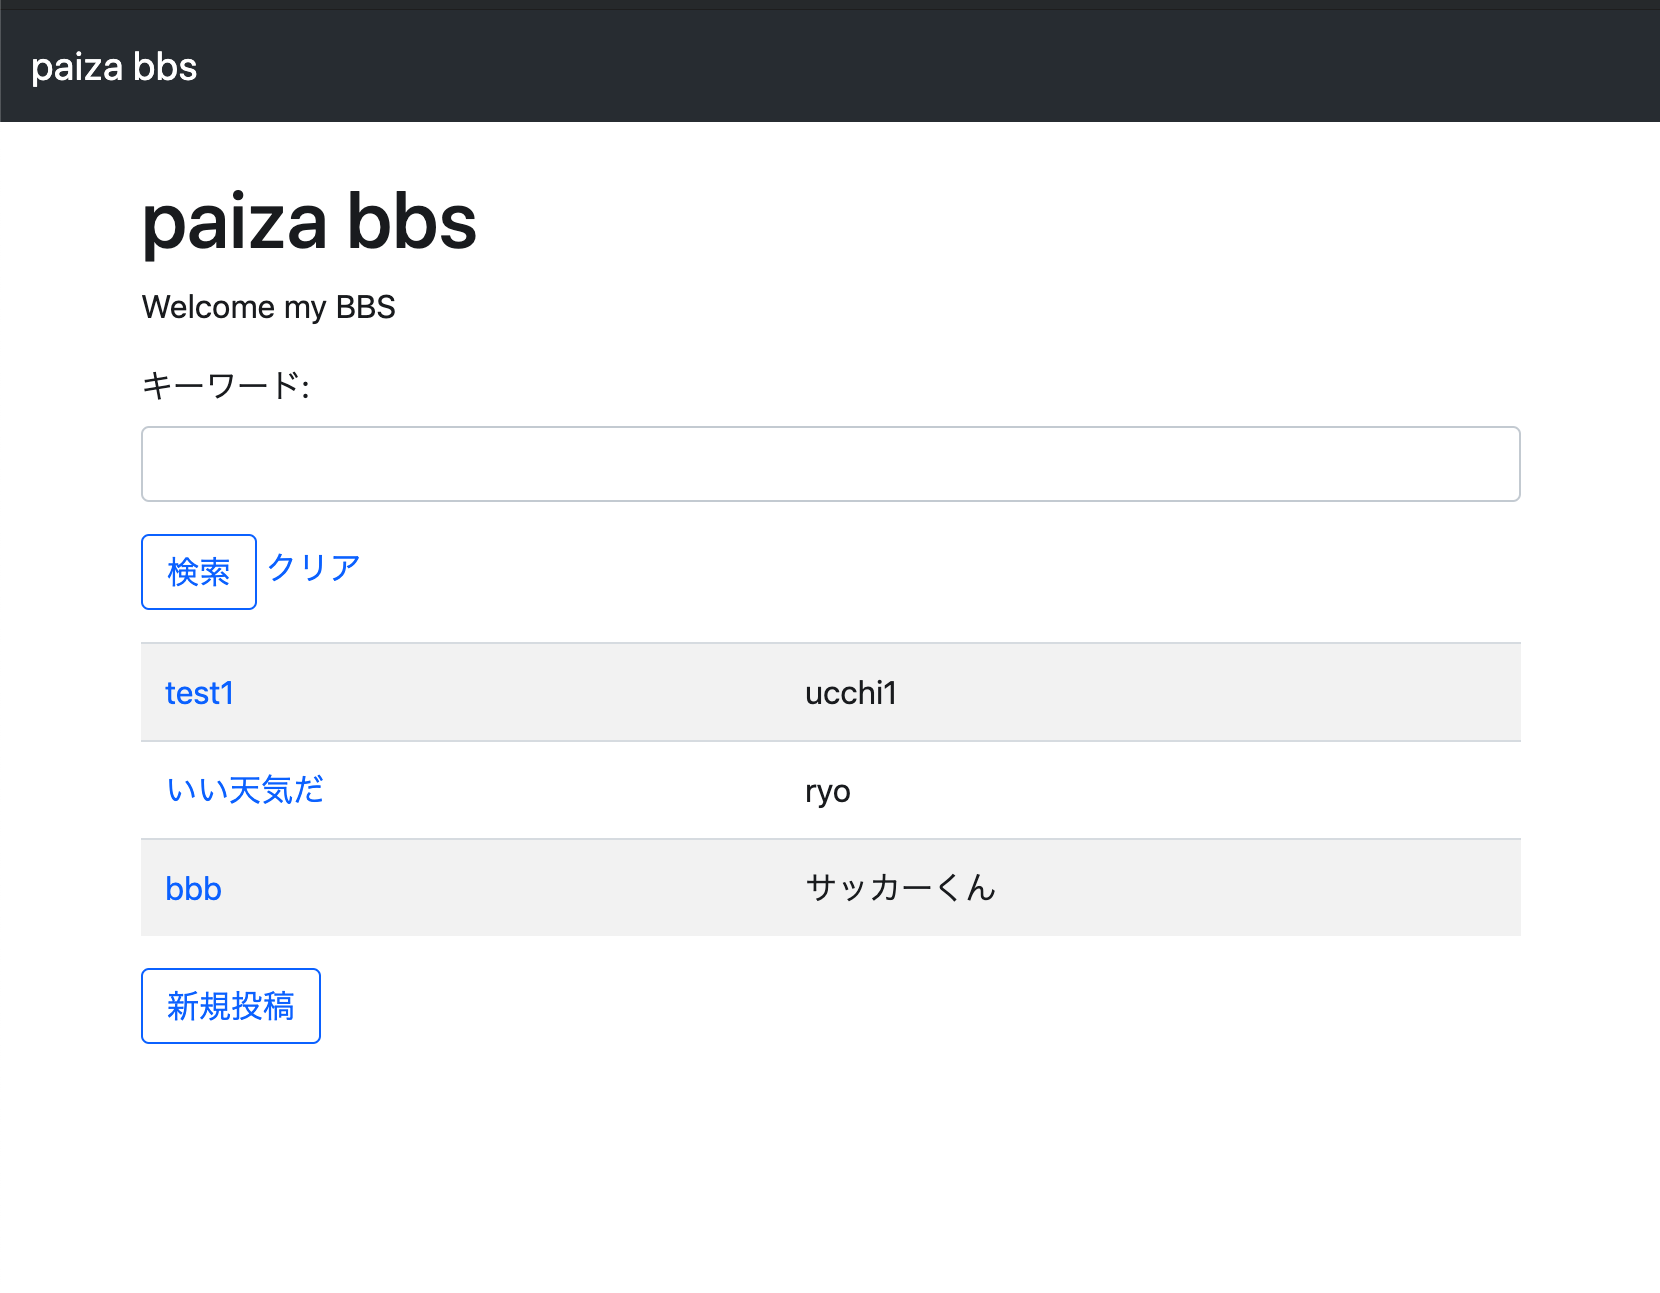 paiza bbs
paiza bbs
Welcome my BBS
キーワード:
検索 クリア
test1 ucchi1
いい天気だ ryo
bbb サッカーくん
新規投稿